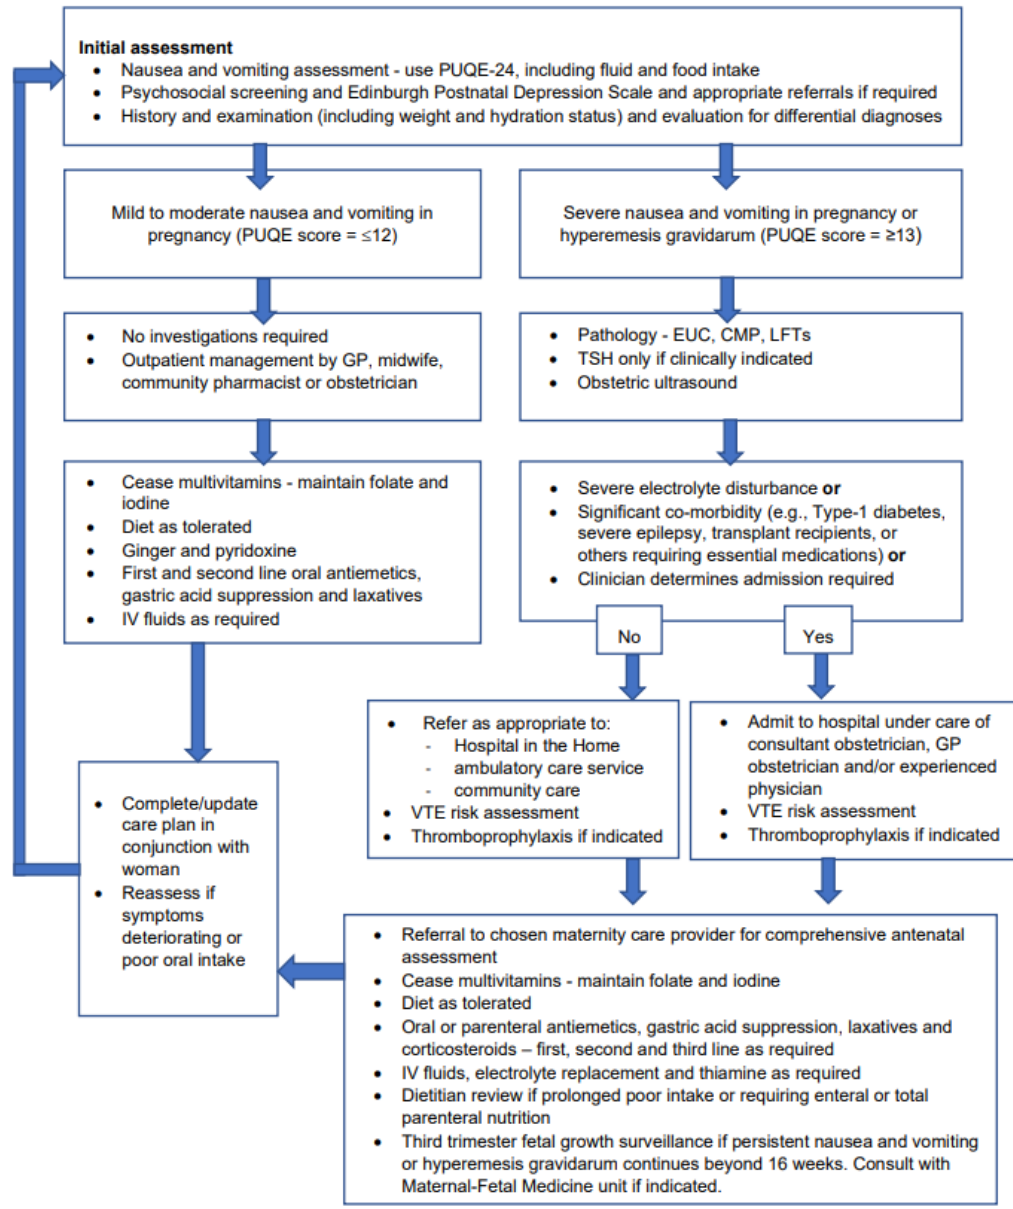 Initial assessment
• Nausea and vomiting assessment - use PUQE-24, including fluid and food intake
• Psychosocial screening and Edinburgh Postnatal Depression Scale and appropriate referrals if required
• History and examination (including weight and hydration status) and evaluation for differential diagnoses
Mild to moderate nausea and vomiting in
pregnancy (PUQE score = ≤12)
Severe nausea and vomiting in pregnancy or
hyperemesis gravidarum (PUQE score = ≥13)
• No investigations required
• Outpatient management by GP, midwife,
community pharmacist or obstetrician
• Pathology - EUC, CMP, LFTs
• TSH only if clinically indicated
• Obstetric ultrasound
• Cease multivitamins - maintain folate and
iodine
• Diet as tolerated
• Ginger and pyridoxine
• First and second line oral antiemetics,
gastric acid suppression and laxatives
• IV fluids as required
• Severe electrolyte disturbance or
• Significant co-morbidity (e.g., Type-1 diabetes,
severe epilepsy, transplant recipients, or
others requiring essential medications) or
• Clinician determines admission required
No
Yes
• Refer as appropriate to:
- Hospital in the Home
- ambulatory care service
- community care
• VTE risk assessment
• Thromboprophylaxis if indicated
• Admit to hospital under care of
consultant obstetrician, GP
obstetrician and/or experienced
physician
• VTE risk assessment
• Thromboprophylaxis if indicated
• Complete/update
care plan in
conjunction with
woman
• Reassess if
symptoms
deteriorating or
poor oral intake
• Referral to chosen maternity care provider for comprehensive antenatal
assessment
• Cease multivitamins - maintain folate and iodine
• Diet as tolerated
• Oral or parenteral antiemetics, gastric acid suppression, laxatives and
corticosteroids – first, second and third line as required
• IV fluids, electrolyte replacement and thiamine as required
• Dietitian review if prolonged poor intake or requiring enteral or total
parenteral nutrition
• Third trimester fetal growth surveillance if persistent nausea and vomiting
or hyperemesis gravidarum continues beyond 16 weeks. Consult with
Maternal-Fetal Medicine unit if indicated.